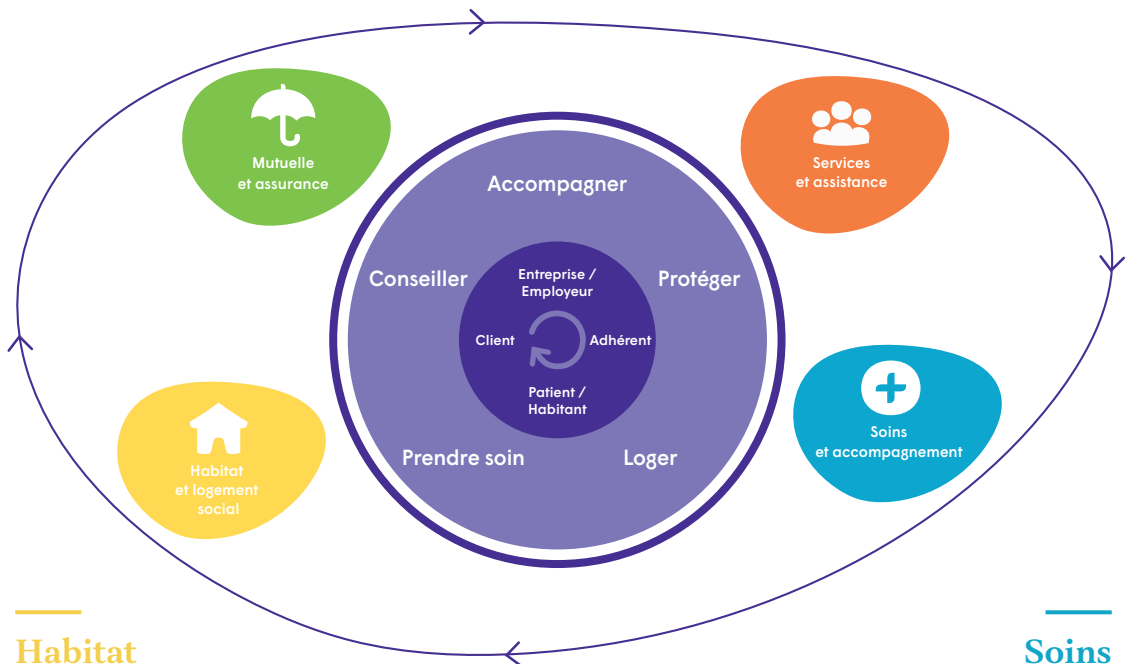 Mutuelle
et assurance
Services
et assistance
Accompagner
Conseiller
Protéger
Entreprise /
Employeur
Client
Adhérent
Patient /
Habitant
Prendre soin
Loger
Habitat
et logement
social
Soins
et accompagnement
Habitat
Soins